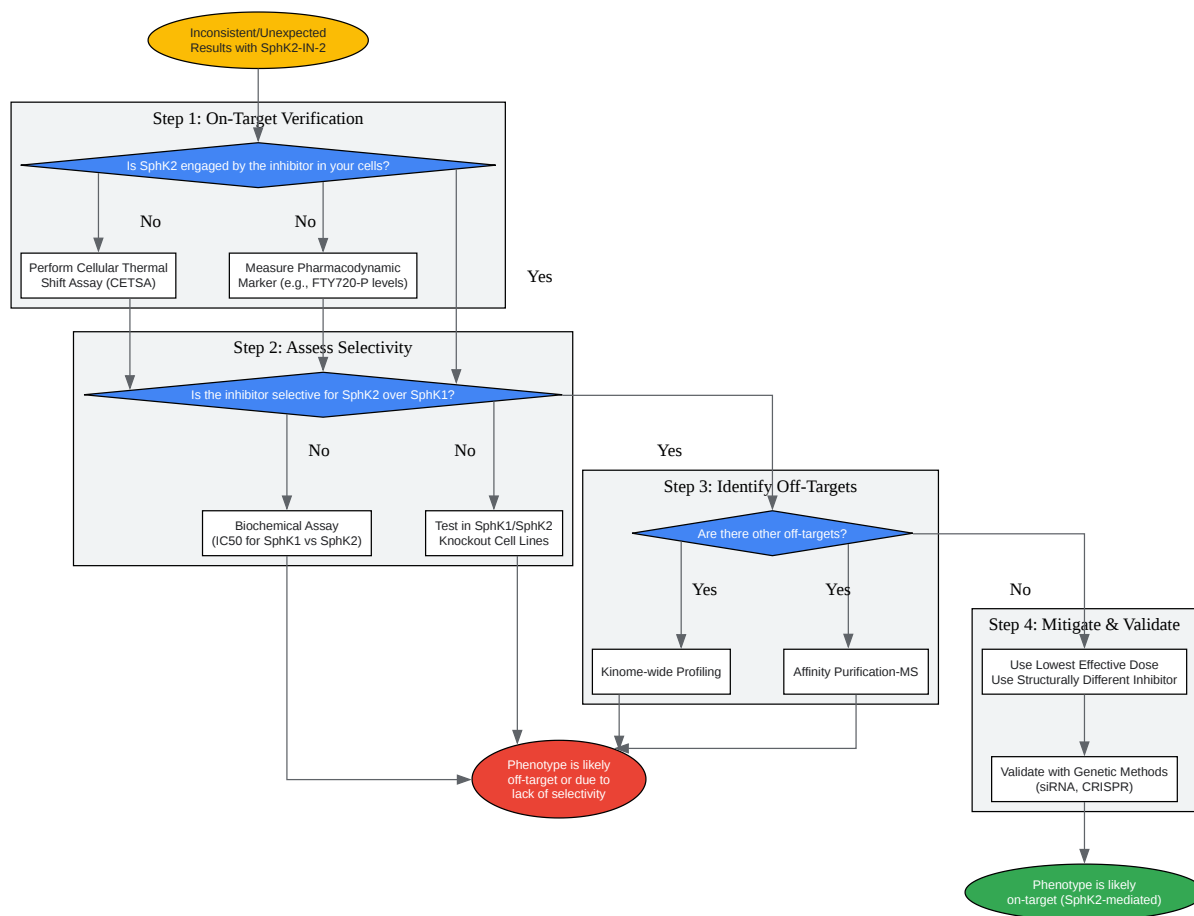 Inconsistent/Unexpected
Results with SphK2-IN-2
Step 1: On-Target Verification
Is SphK2 engaged by the inhibitor in your cells?
No
No
Perform Cellular Thermal
Shift Assay (CETSA)
Measure Pharmacodynamic
Marker (e.g., FTY720-P levels)
Yes
Step 2: Assess Selectivity
Is the inhibitor selective for SphK2 over SphK1?
No
No
Yes
Biochemical Assay
(IC50 for SphK1 vs SphK2)
Test in SphK1/SphK2
Knockout Cell Lines
Step 3: Identify Off-Targets
Are there other off-targets?
Yes
Yes
No
Kinome-wide Profiling
Affinity Purification-MS
Step 4: Mitigate & Validate
Use Lowest Effective Dose
Use Structurally Different Inhibitor
Phenotype is likely
off-target or due to
lack of selectivity
Validate with Genetic Methods
(siRNA, CRISPR)
Phenotype is likely
on-target (SphK2-mediated)